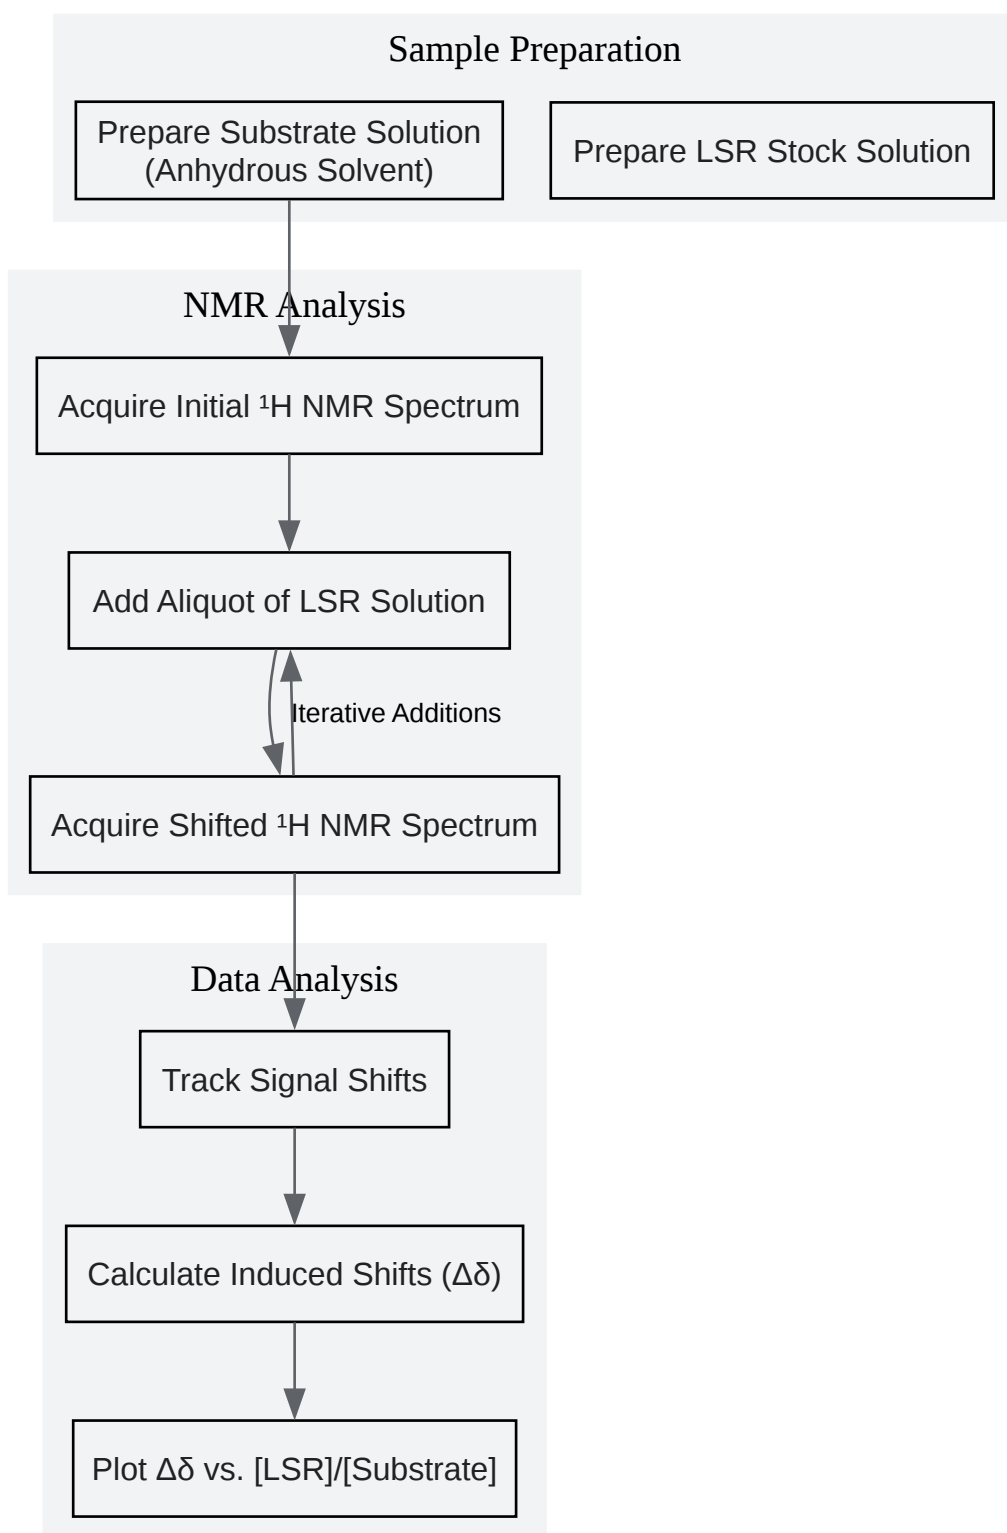 Sample Preparation
Prepare Substrate Solution
(Anhydrous Solvent)
Prepare LSR Stock Solution
NMR Analysis
Acquire Initial ¹H NMR Spectrum
Add Aliquot of LSR Solution
Iterative Additions
Acquire Shifted ¹H NMR Spectrum
Data Analysis
Track Signal Shifts
Calculate Induced Shifts (Δδ)
Plot Δδ vs. [LSR]/[Substrate]